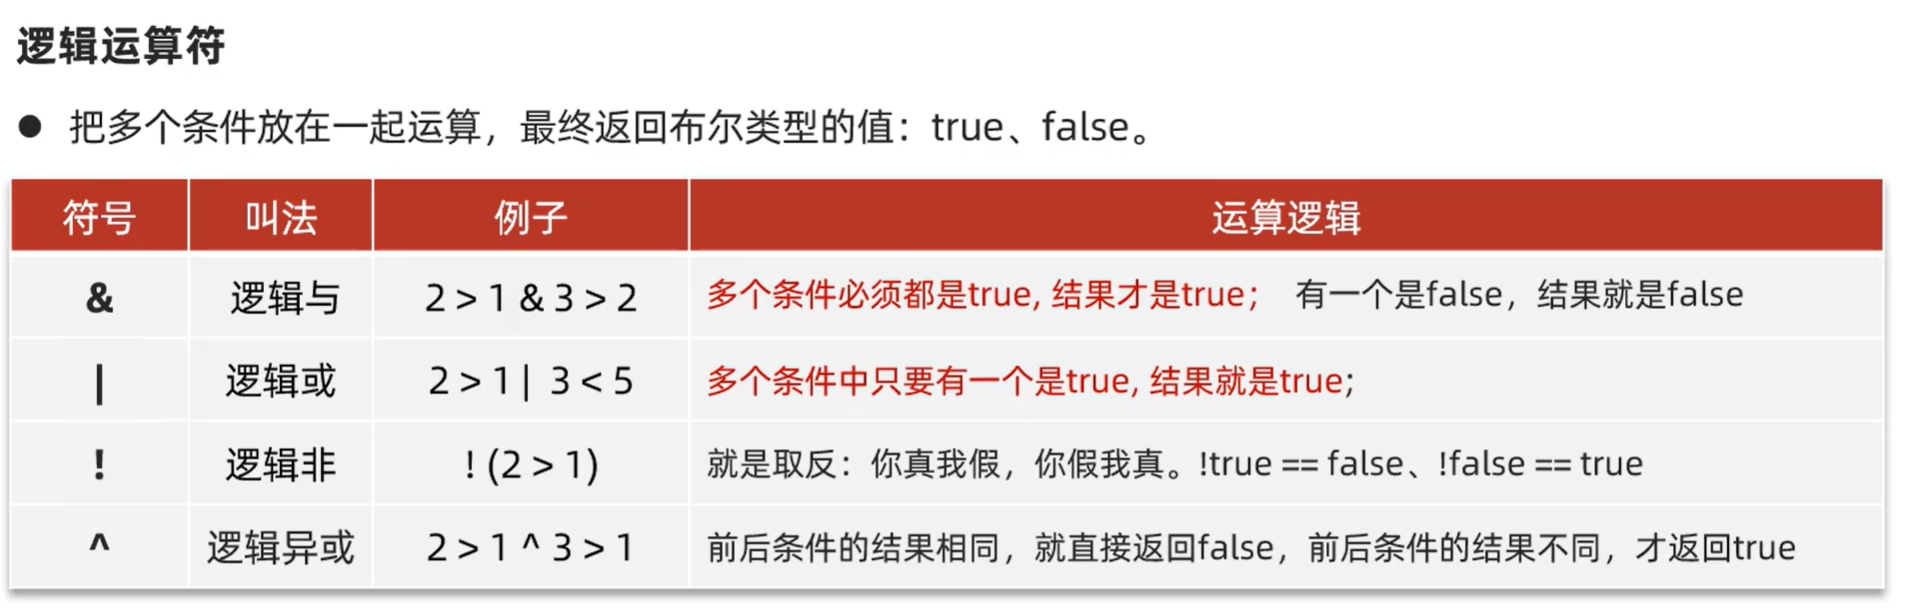 逻辑运算符
● 把多个条件放在一起运算，最终返回布尔类型的值：true、false。
符号 叫法 例子 运算逻辑
& 逻辑与 2 > 1 & 3 > 2 多个条件必须都是true, 结果才是true； 有一个是false，结果就是false
| 逻辑或 2 > 1 | 3 < 5 多个条件中只要有一个是true, 结果就是true;
! 逻辑非 ! (2 > 1) 就是取反：你真我假，你假我真。!true == false、!false == true
^ 逻辑异或 2 > 1 ^ 3 > 1 前后条件的结果相同，就直接返回false，前后条件的结果不同，才返回true